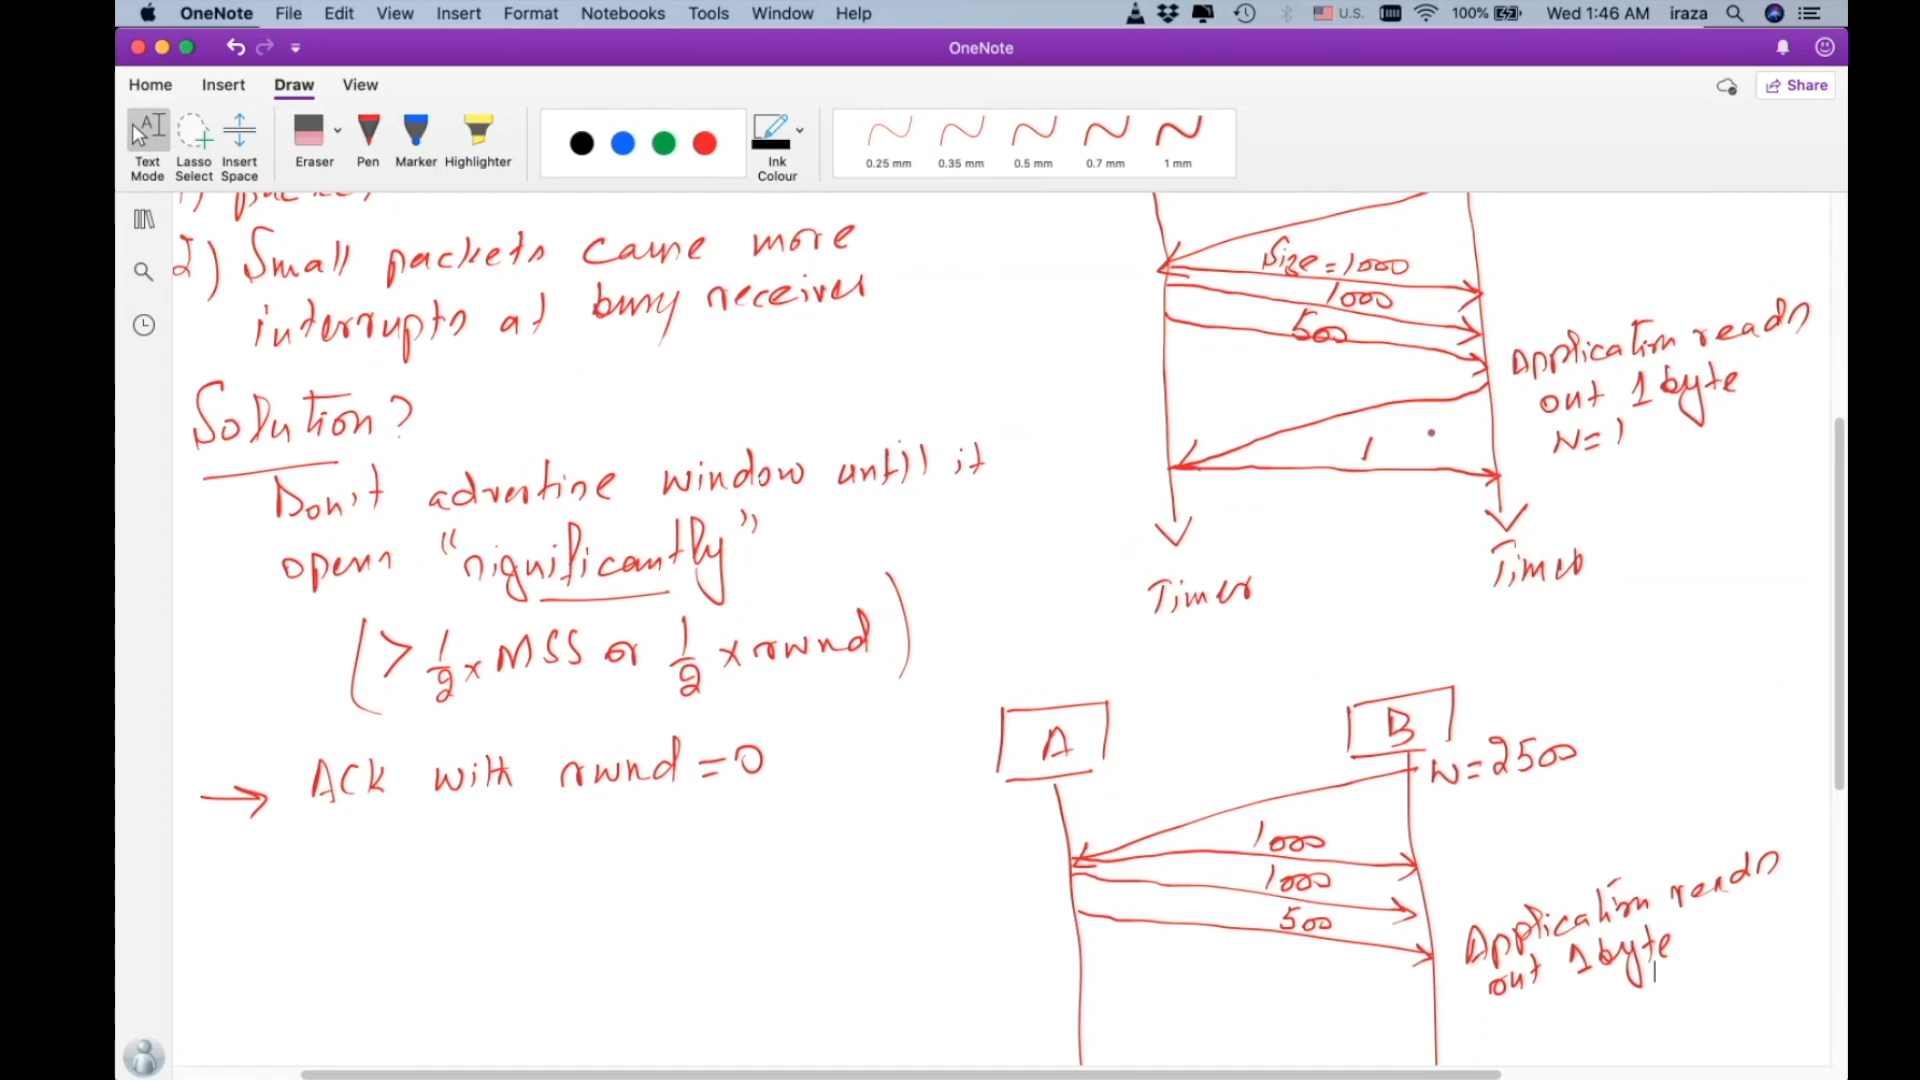 OneNote File Edit View Insert Format Notebooks Tools Window Help
U.S. 100% Wed 1:46 AM iraza
OneNote
Home Insert Draw View
Share
Text Mode
Lasso Select
Insert Space
Eraser
Pen
Marker
Highlighter
Ink Colour
0.25 mm 0.35 mm 0.5 mm 0.7 mm 1 mm
2) Small packets cause more
interrupts at busy receiver
Solution?
Don't advertise window until it
opens "significantly"
(> 1/2 x MSS or 1/2 x rwnd)
→ ACK with rwnd = 0
Size = 1000
1000
500
Application reads
out 1 byte
W = 1
1
Timer
Timer
A
B
W = 2500
1000
1000
500
Application reads
out 1 byte